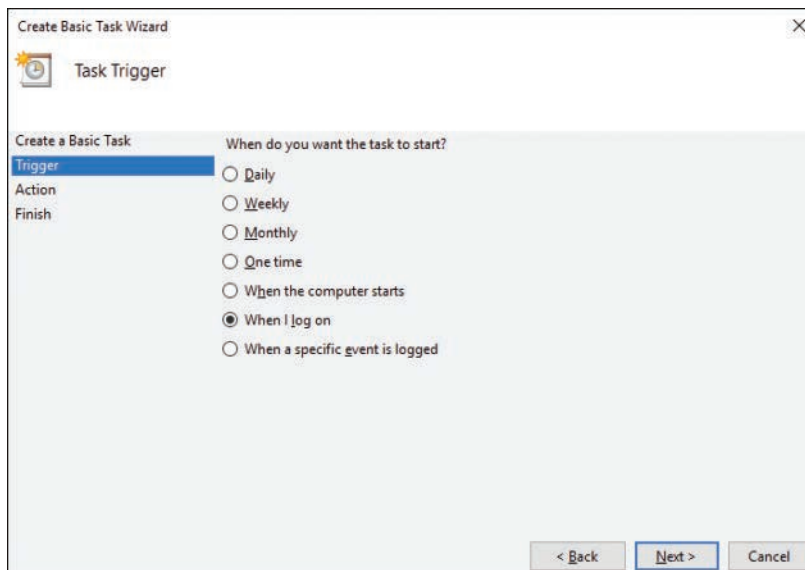 Create Basic Task Wizard
Task Trigger
Create a Basic Task
Trigger
Action
Finish
When do you want the task to start?
Daily
Weekly
Monthly
One time
When the computer starts
When I log on
When a specific event is logged
< Back
Next >
Cancel